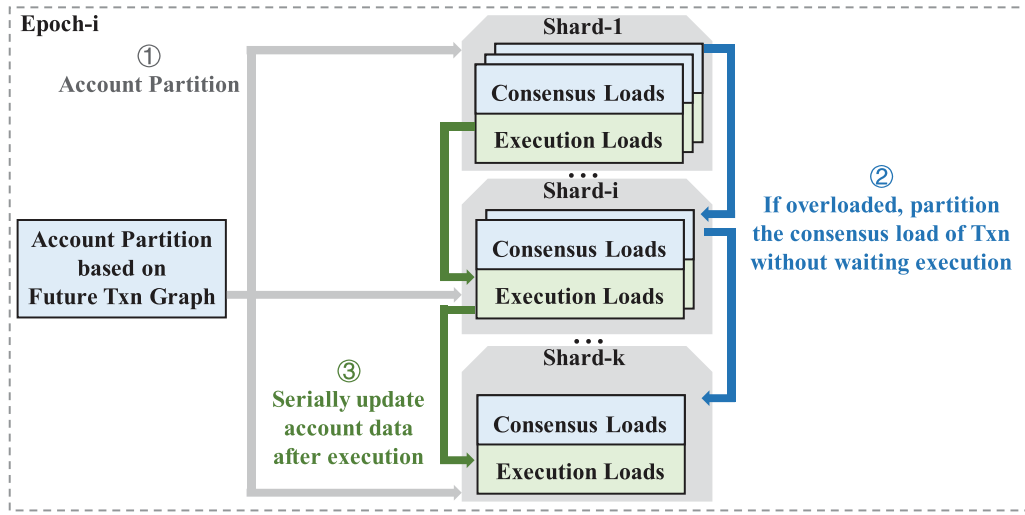 Epoch-i
①
Account Partition
Account Partition
based on
Future Txn Graph
Shard-1
Consensus Loads
Execution Loads
...
Shard-i
Consensus Loads
Execution Loads
...
Shard-k
Consensus Loads
Execution Loads
②
If overloaded, partition
the consensus load of Txn
without waiting execution
③
Serially update
account data
after execution